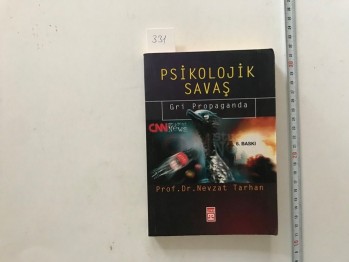 331
PSİKOLOJİK
SAVAŞ
Gri Propaganda
CNN
5. BASKI
Prof.Dr.Nevzat Tarhan